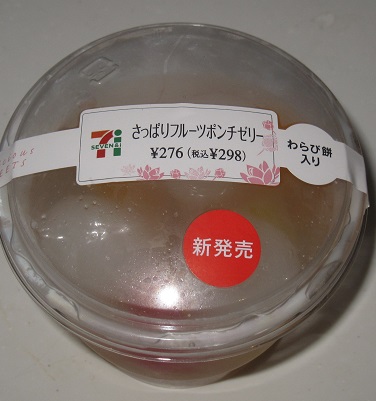 さっぱりフルーツポンチゼリー
¥276(税込¥298)
SEVEN&i
わらび餅
入り
新発売